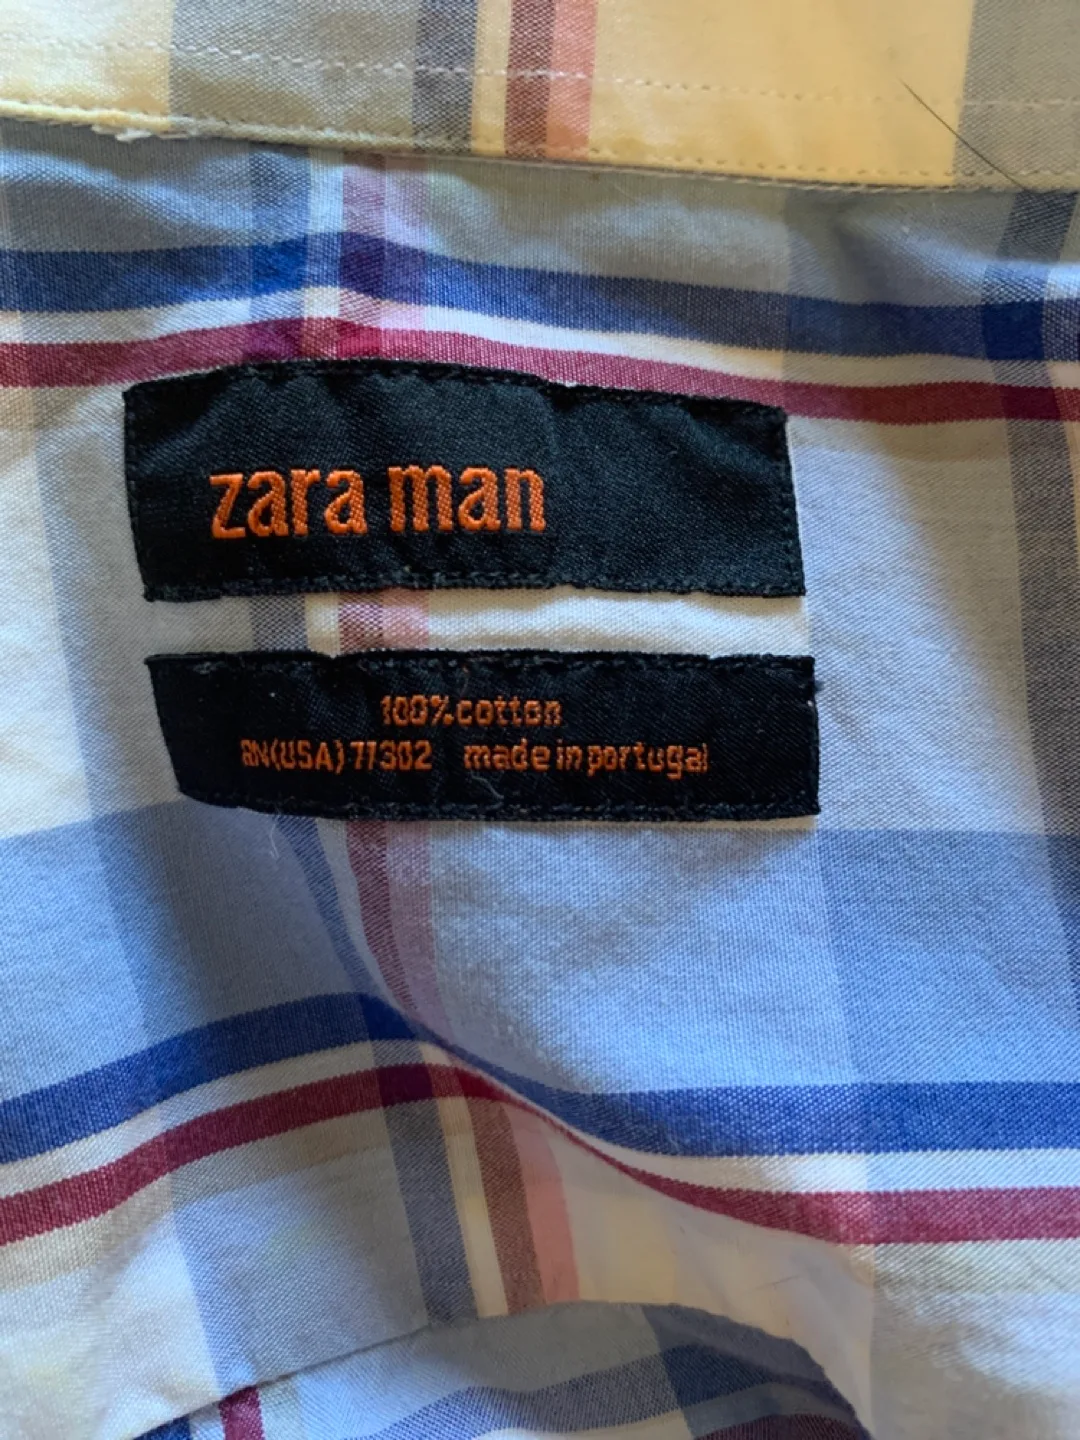 zara man
100%cotton
RN(USA)77302 made in portugal